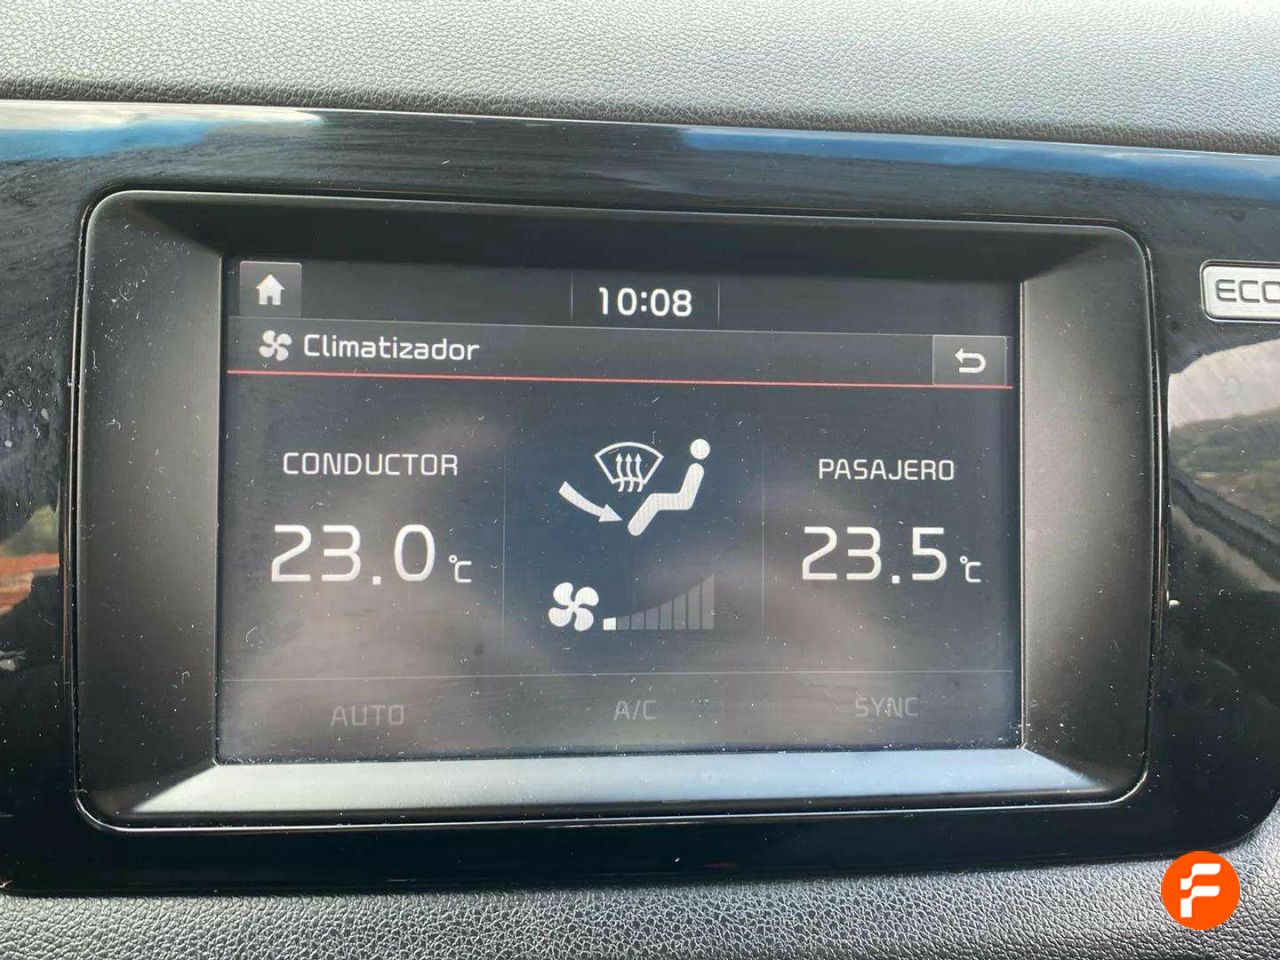 10:08
Climatizador
CONDUCTOR
PASAJERO
23.0 °C
23.5 °C
AUTO
A/C
SYNC
ECO